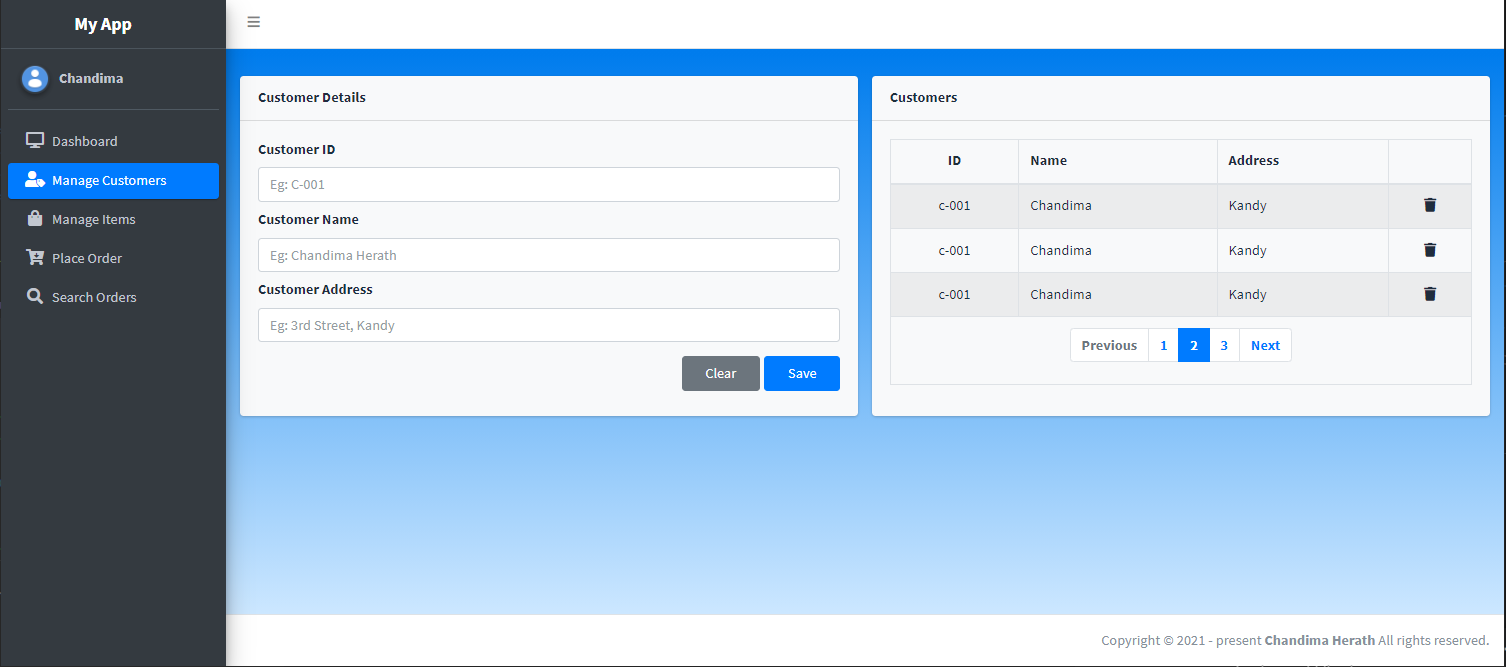 My App
Chandima
Dashboard
Manage Customers
Manage Items
Place Order
Search Orders
Customer Details
Customer ID
Eg: C-001
Customer Name
Eg: Chandima Herath
Customer Address
Eg: 3rd Street, Kandy
Clear Save
Customers
ID Name Address
c-001 Chandima Kandy
c-001 Chandima Kandy
c-001 Chandima Kandy
Previous 1 2 3 Next
Copyright © 2021 - present Chandima Herath All rights reserved.